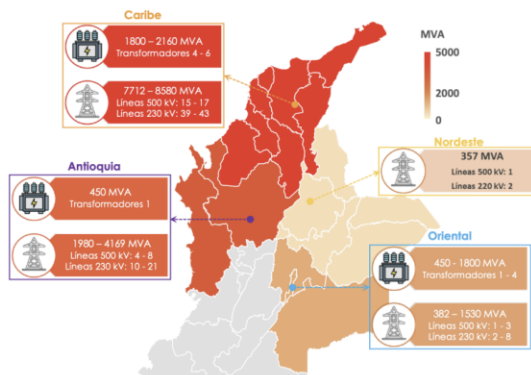 Caribe
1800 – 2160 MVA
Transformadores 4 - 6
7712 – 8580 MVA
Líneas 500 kV: 15 - 17
Líneas 230 kV: 39 - 43
MVA
5000
2000
0
Nordeste
357 MVA
Líneas 500 kV: 1
Líneas 220 kV: 2
Antioquia
450 MVA
Transformadores 1
1980 – 4169 MVA
Líneas 500 kV: 4 - 8
Líneas 230 kV: 10 - 21
Oriental
450 - 1800 MVA
Transformadores 1 - 4
382 – 1530 MVA
Líneas 500 kV: 1 - 3
Líneas 230 kV: 2 - 8